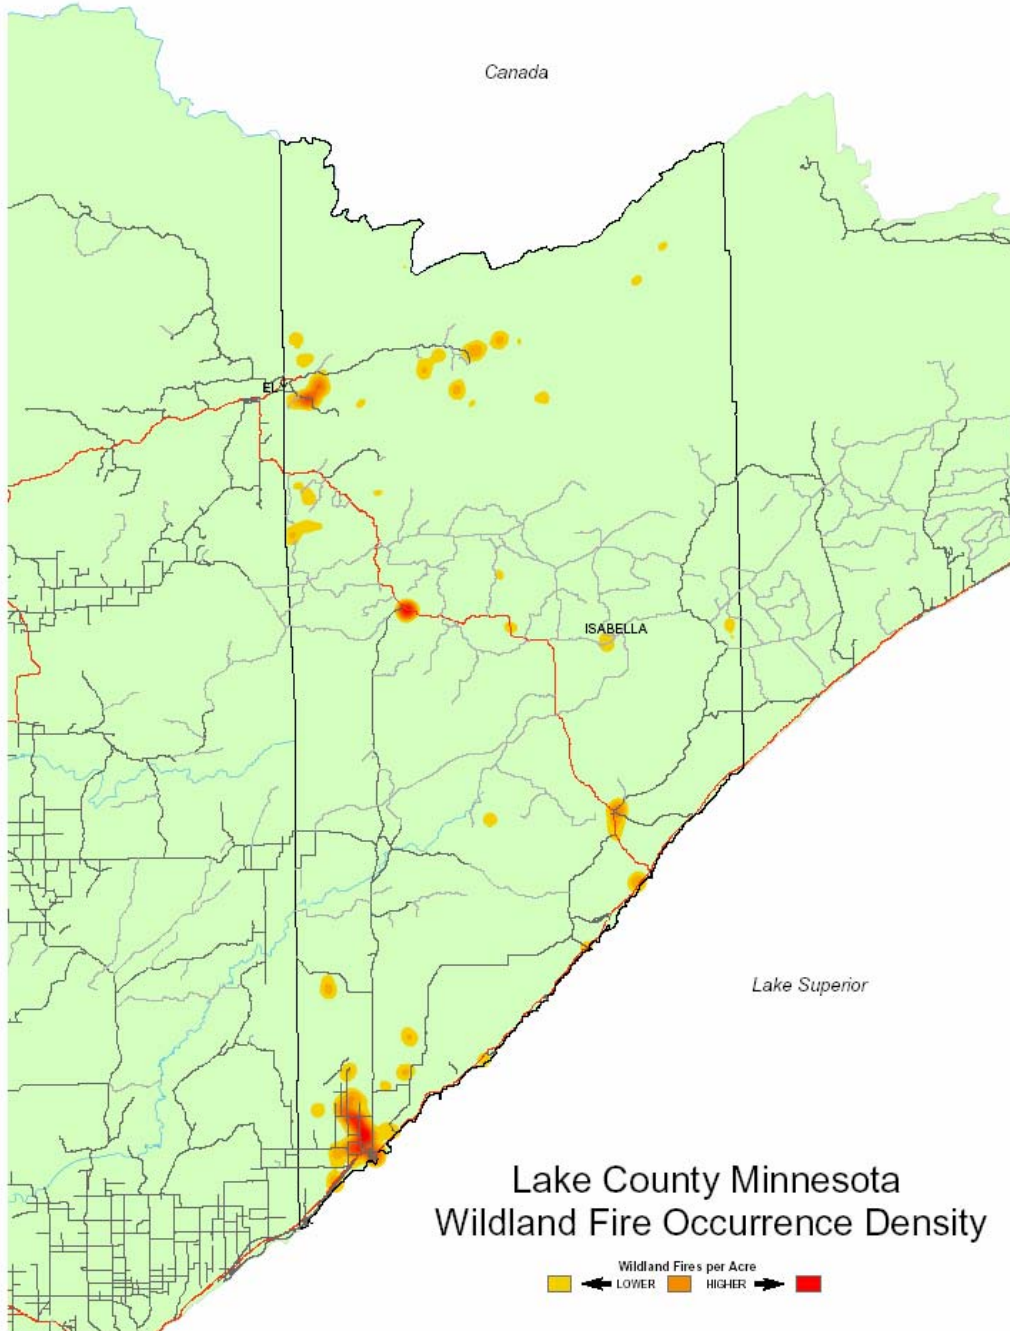 Canada
ELY
ISABELLA
Lake Superior
Lake County Minnesota
Wildland Fire Occurrence Density
Wildland Fires per Acre
LOWER HIGHER